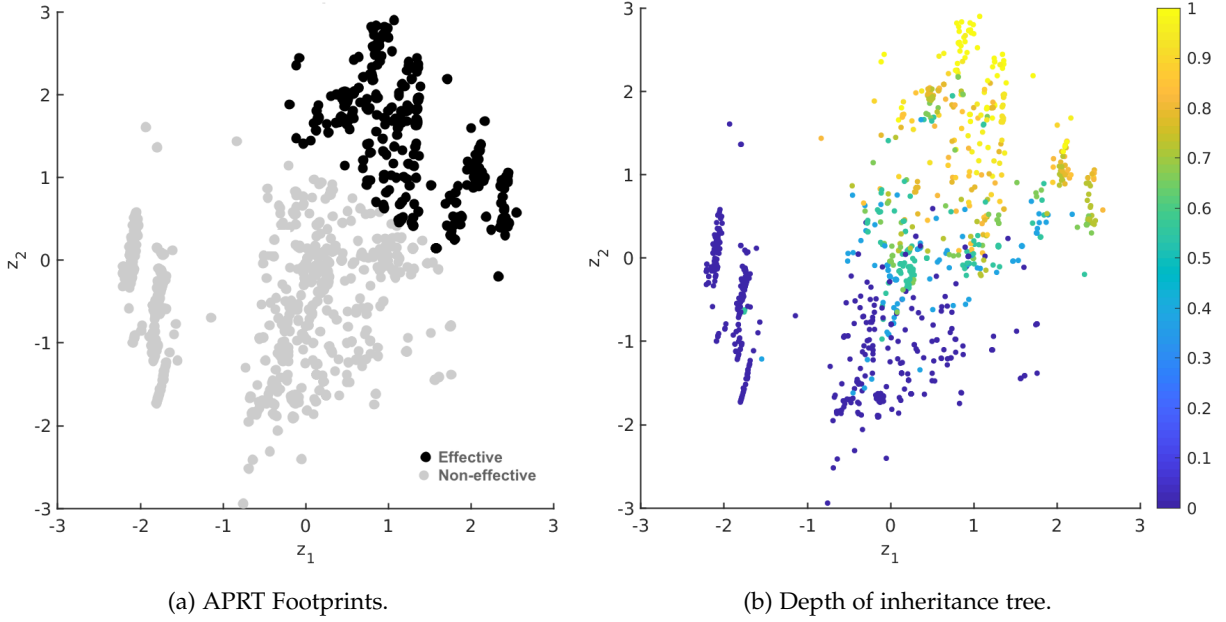 3
2
1
0
-1
-2
-3
-3 -2 -1 0 1 2 3
z1
z2
Effective
Non-effective
(a) APRT Footprints.
3
2
1
0
-1
-2
-3
-3 -2 -1 0 1 2 3
z1
z2
1
0.9
0.8
0.7
0.6
0.5
0.4
0.3
0.2
0.1
0
(b) Depth of inheritance tree.